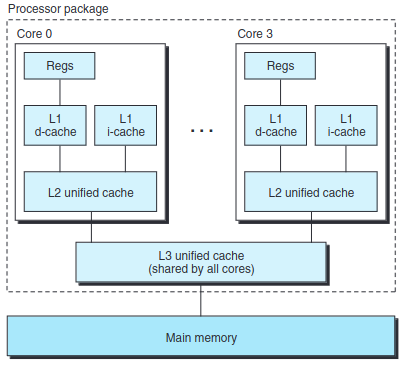 Processor package
Core 0
Core 3
Regs
Regs
L1
d-cache
L1
i-cache
...
L1
d-cache
L1
i-cache
L2 unified cache
L2 unified cache
L3 unified cache
(shared by all cores)
Main memory